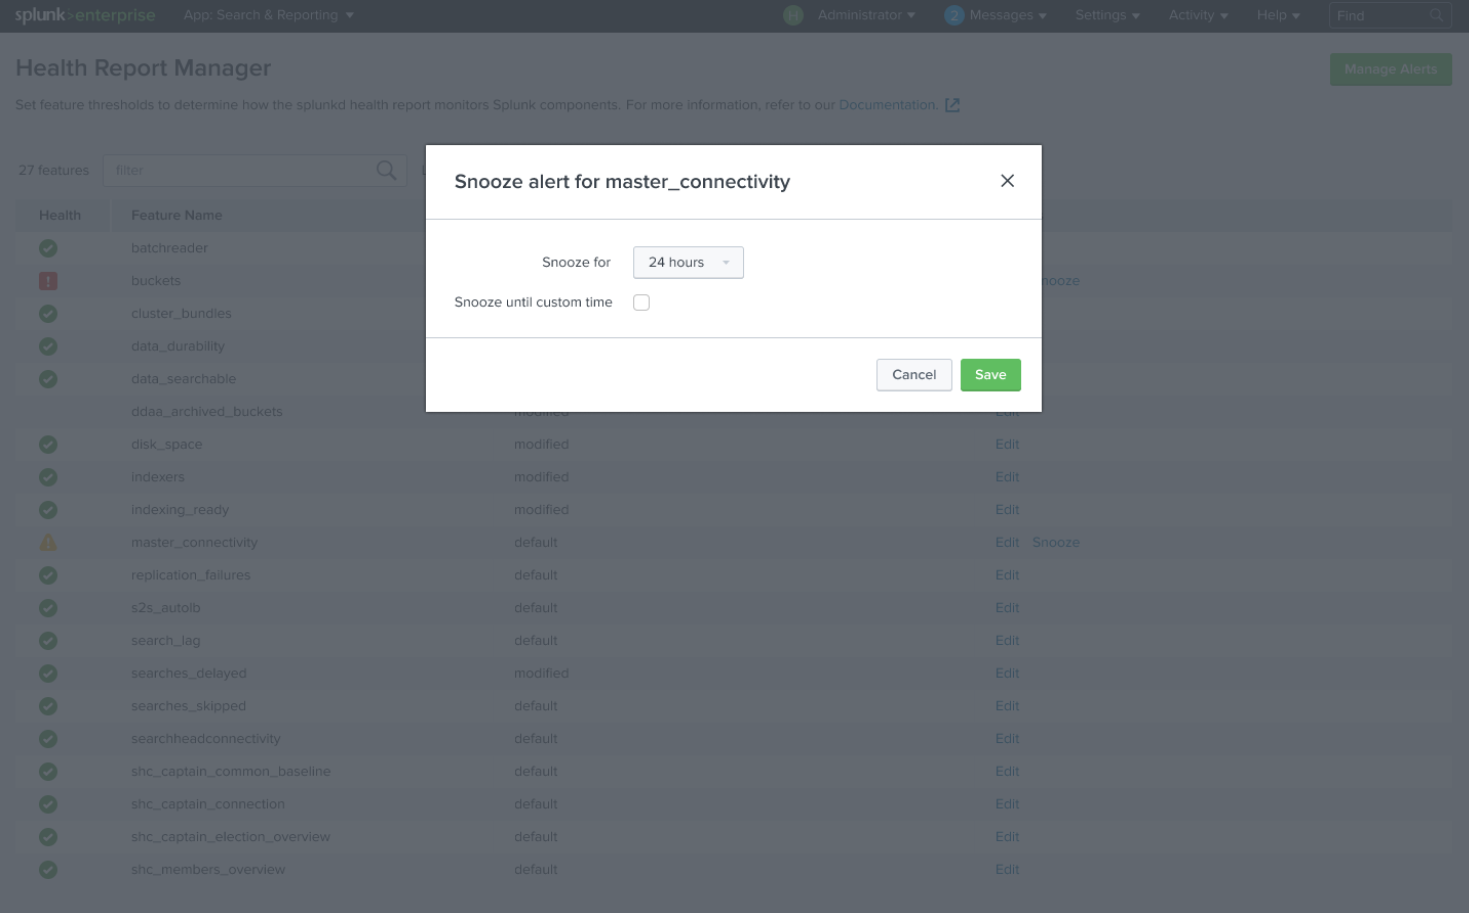 splunk>enterprise App: Search & Reporting H Administrator 2 Messages Settings Activity Help Find
Health Report Manager Manage Alerts
Set feature thresholds to determine how the splunkd health report monitors Splunk components. For more information, refer to our Documentation.
27 features filter
Snooze alert for master_connectivity
Snooze for 24 hours
Snooze until custom time
Cancel Save
Health Feature Name
batchreader
buckets
cluster_bundles
data_durability
data_searchable
ddaa_archived_buckets modified Edit
disk_space modified Edit
indexers modified Edit
indexing_ready modified Edit
master_connectivity default Edit Snooze
replication_failures default Edit
s2s_autolb default Edit
search_lag default Edit
searches_delayed modified Edit
searches_skipped default Edit
searchheadconnectivity default Edit
shc_captain_common_baseline default Edit
shc_captain_connection default Edit
shc_captain_election_overview default Edit
shc_members_overview default Edit